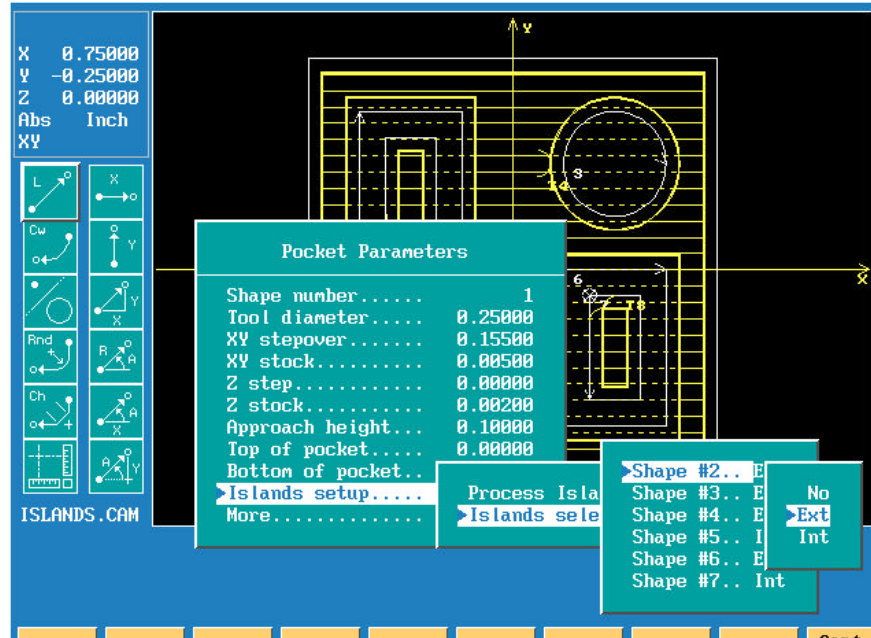 X 0.75000
Y -0.25000
Z 0.00000
Abs Inch
XY
Y
L
X
Cw
Y
Y
X
Rnd
R A
Ch
A
X
A Y
ISLANDS.CAM
3
6
X
Pocket Parameters
Shape number...... 1
Tool diameter..... 0.25000
XY stepover....... 0.15500
XY stock.......... 0.00500
Z step............ 0.00000
Z stock........... 0.00200
Approach height... 0.10000
Top of pocket..... 0.00000
Bottom of pocket..
Islands setup.....
More..............
Process Isla
Islands sele
Shape #2.. E
Shape #3.. E
Shape #4.. E
Shape #5.. I
Shape #6.. E
Shape #7.. Int
No
Ext
Int